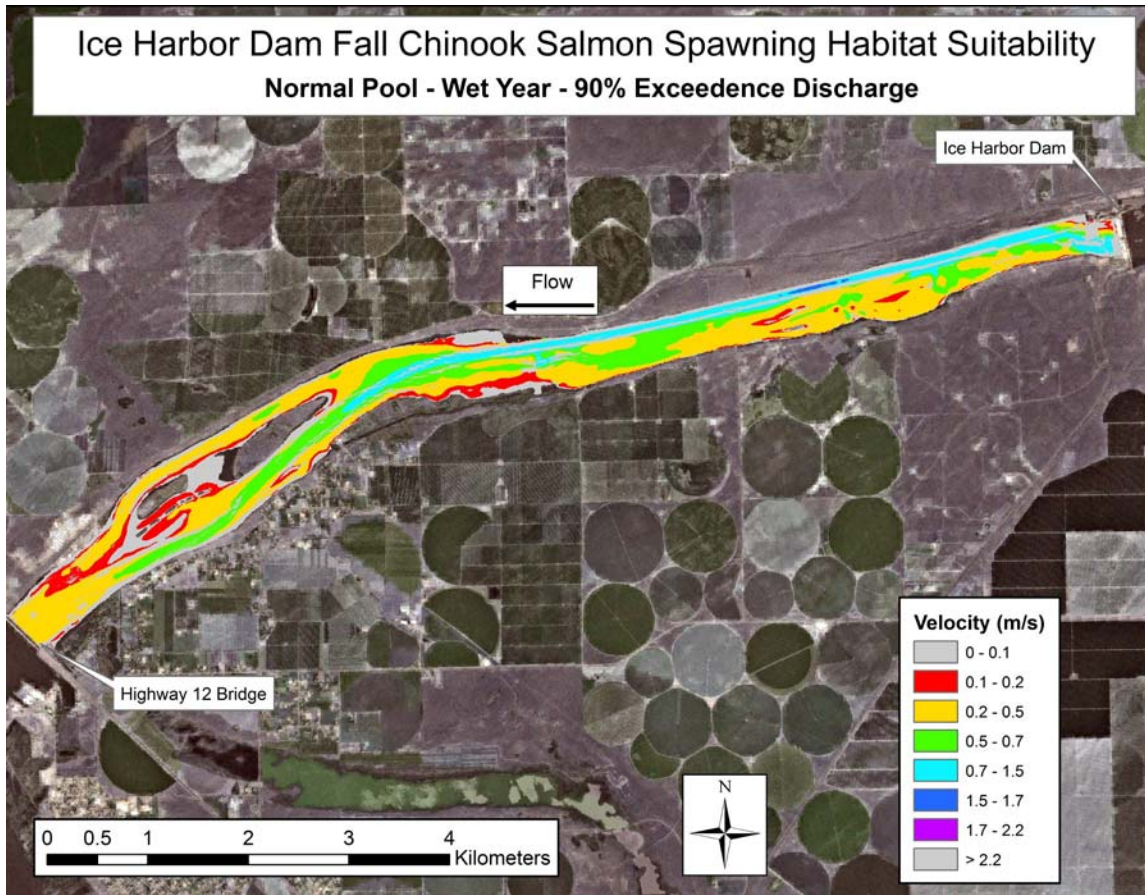 Ice Harbor Dam Fall Chinook Salmon Spawning Habitat Suitability
Normal Pool - Wet Year - 90% Exceedence Discharge
Ice Harbor Dam
Flow
Highway 12 Bridge
Velocity (m/s)
0 - 0.1
0.1 - 0.2
0.2 - 0.5
0.5 - 0.7
0.7 - 1.5
1.5 - 1.7
1.7 - 2.2
> 2.2
N
0 0.5 1 2 3 4
Kilometers